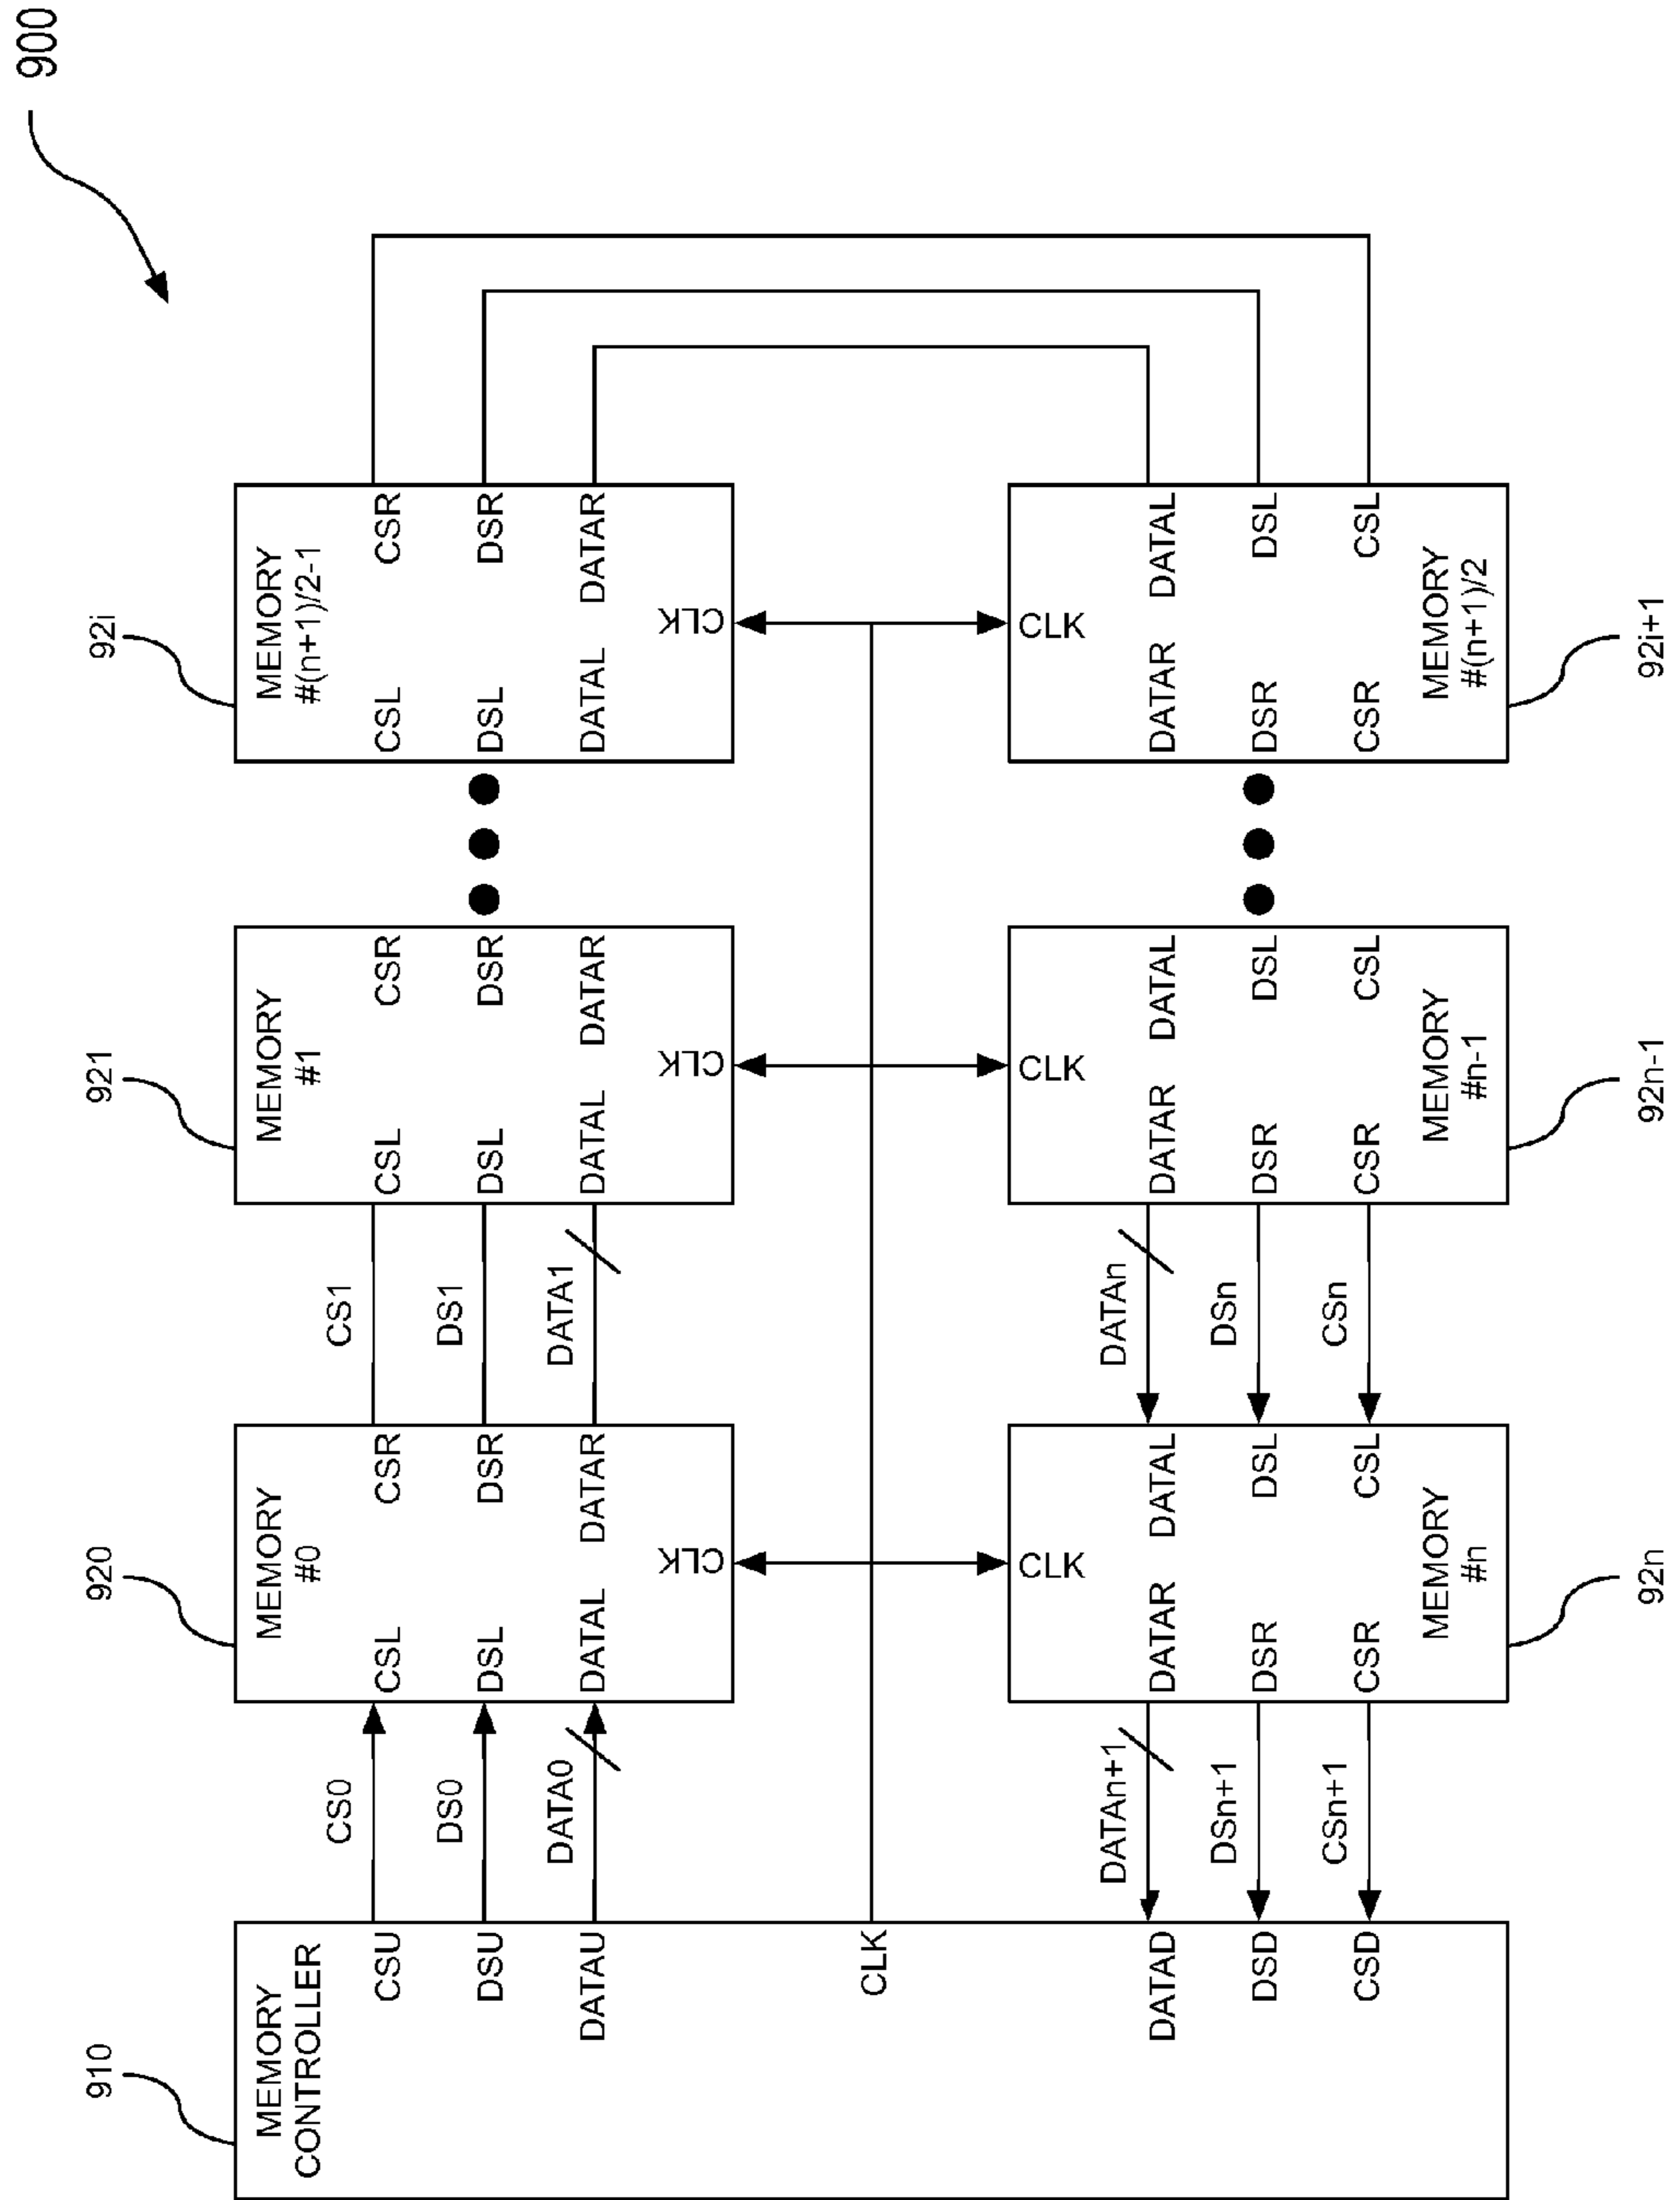 900
910
920
921
92i
MEMORY
CONTROLLER
CSU
DSU
DATAU
CLK
DATAD
DSD
CSD
CS0
DS0
DATA0
MEMORY
#0
CSL CSR
DSL DSR
DATAL DATAR
CLK
CS1
DS1
DATA1
MEMORY
#1
CSL CSR
DSL DSR
DATAL DATAR
CLK
MEMORY
#(n+1)/2-1
CSL CSR
DSL DSR
DATAL DATAR
CLK
DATAn+1
DSn+1
CSn+1
CLK
DATAR DATAL
DSR DSL
CSR CSL
MEMORY
#n
DATAn
DSn
CSn
CLK
DATAR DATAL
DSR DSL
CSR CSL
MEMORY
#n-1
CLK
DATAR DATAL
DSR DSL
CSR CSL
MEMORY
#(n+1)/2
92n
92n-1
92i+1